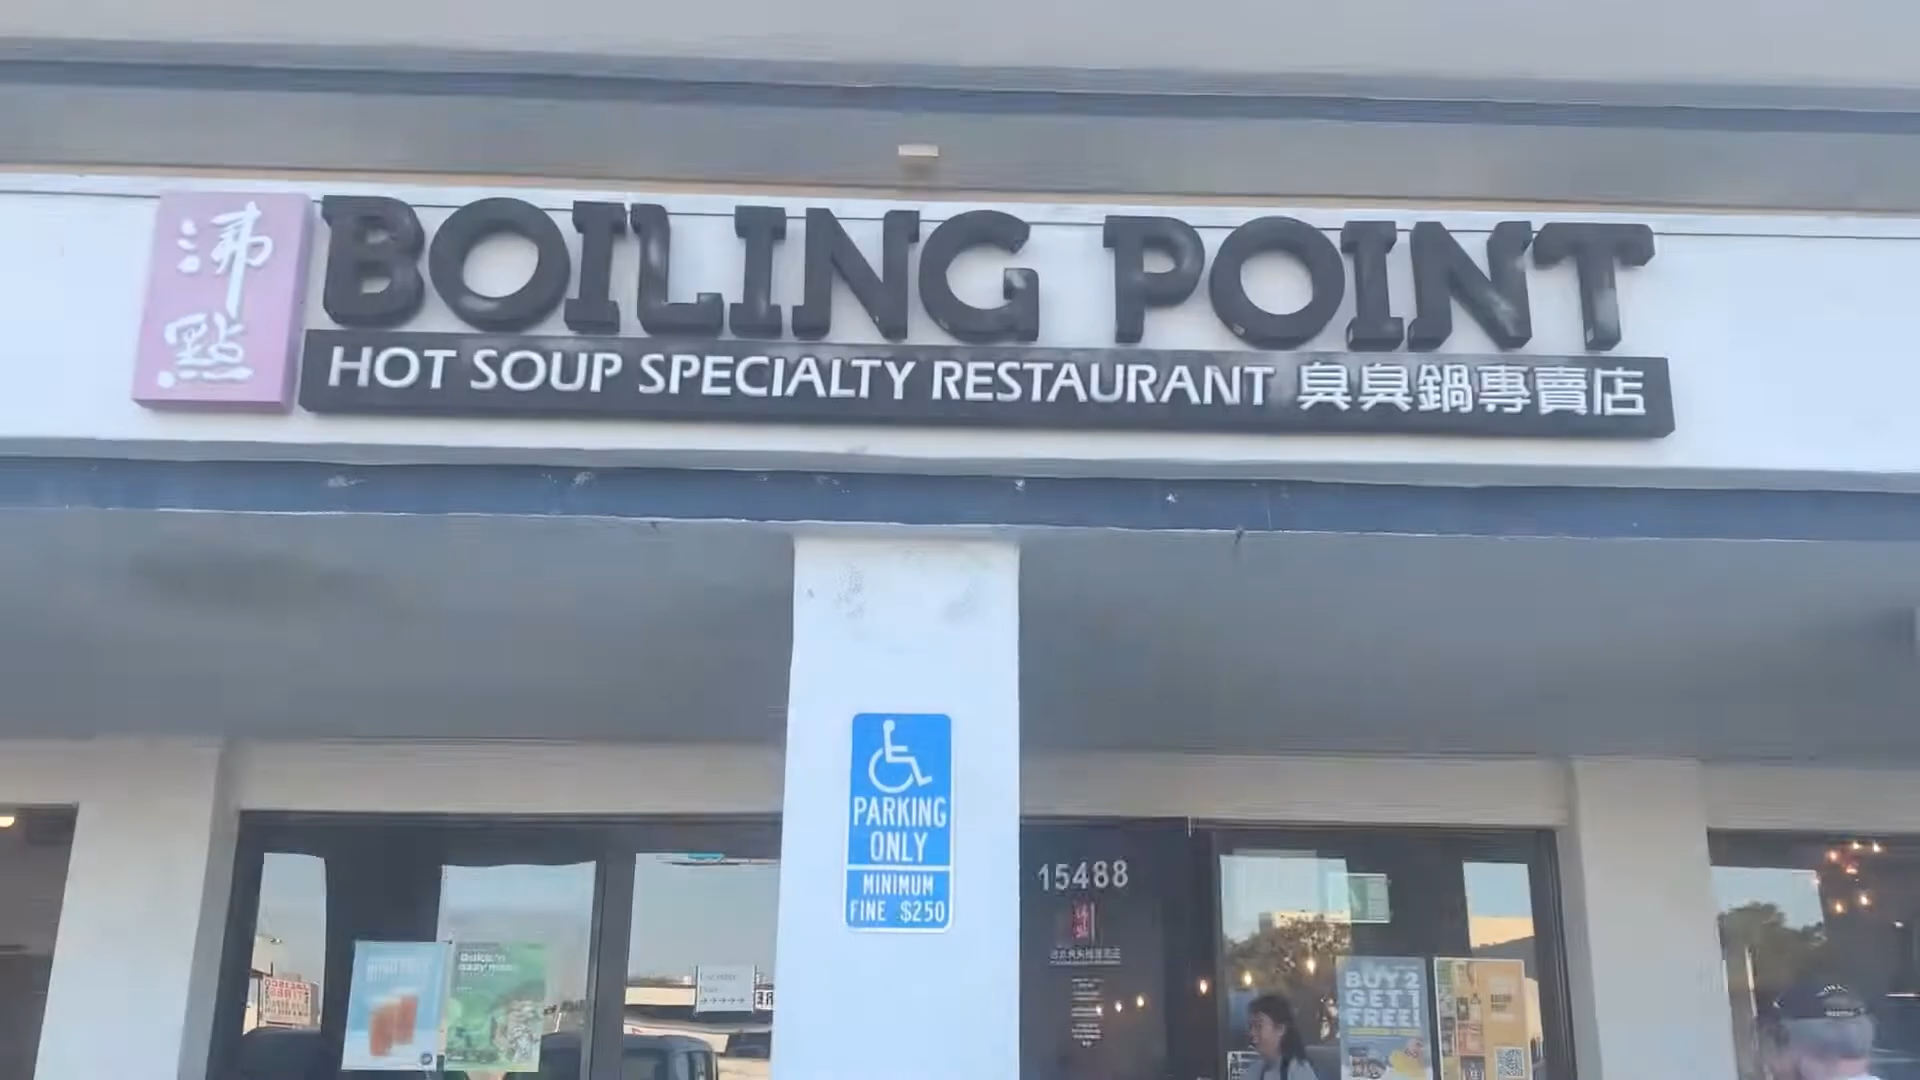 沸點
BOILING POINT
HOT SOUP SPECIALTY RESTAURANT 臭臭鍋專賣店
PARKING
ONLY
MINIMUM
FINE $250
15488
BUY 2
GET 1
FREE!